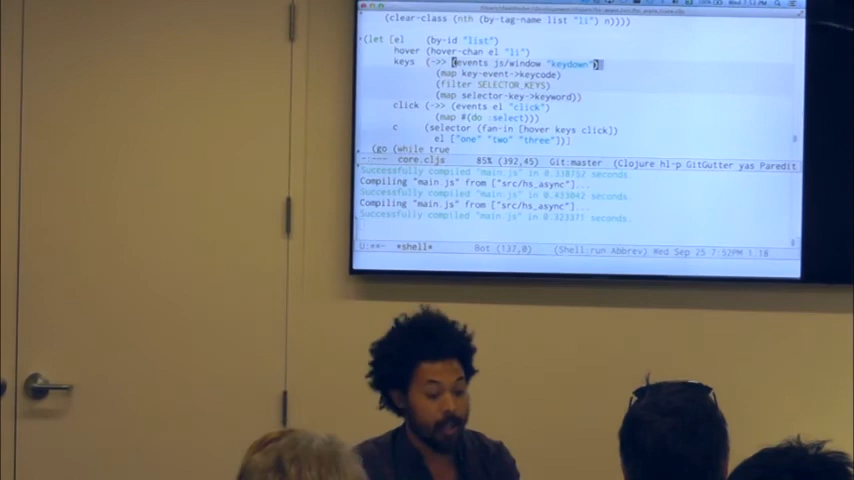 (clear-class (nth (by-tag-name list "li") n))))
(let [el (by-id "list")
hover (hover-chan el "li")
keys (->> (events js/window "keydown")
(map key-event->keycode)
(filter SELECTOR_KEYS)
(map selector-key->keyword))
click (->> (events el "click")
(map #(do :select)))
c (selector (fan-in [hover keys click])
el ["one" "two" "three"])]
(go (while true
core.cljs 85% (392,45) Git:master (Clojure hl-p GitGutter yas Paredit)
Successfully compiled "main.js" in 0.338752 seconds.
Compiling "main.js" from ["src/hs_async"]...
Successfully compiled "main.js" in 0.433042 seconds.
Compiling "main.js" from ["src/hs_async"]...
Successfully compiled "main.js" in 0.323371 seconds.
U:**- *shell* Bot (137,0) (Shell:run Abbrev) Wed Sep 25 7:52PM 1.18